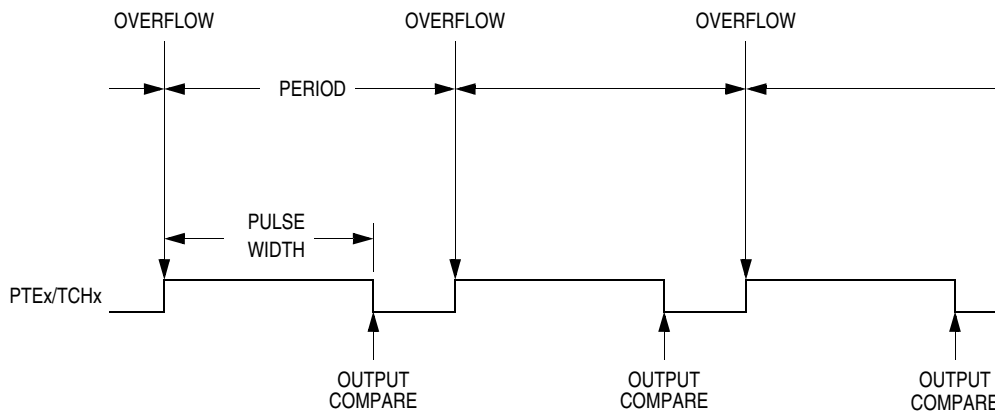 OVERFLOW OVERFLOW OVERFLOW
PERIOD
PULSE
WIDTH
PTEx/TCHx
OUTPUT
COMPARE
OUTPUT
COMPARE
OUTPUT
COMPARE